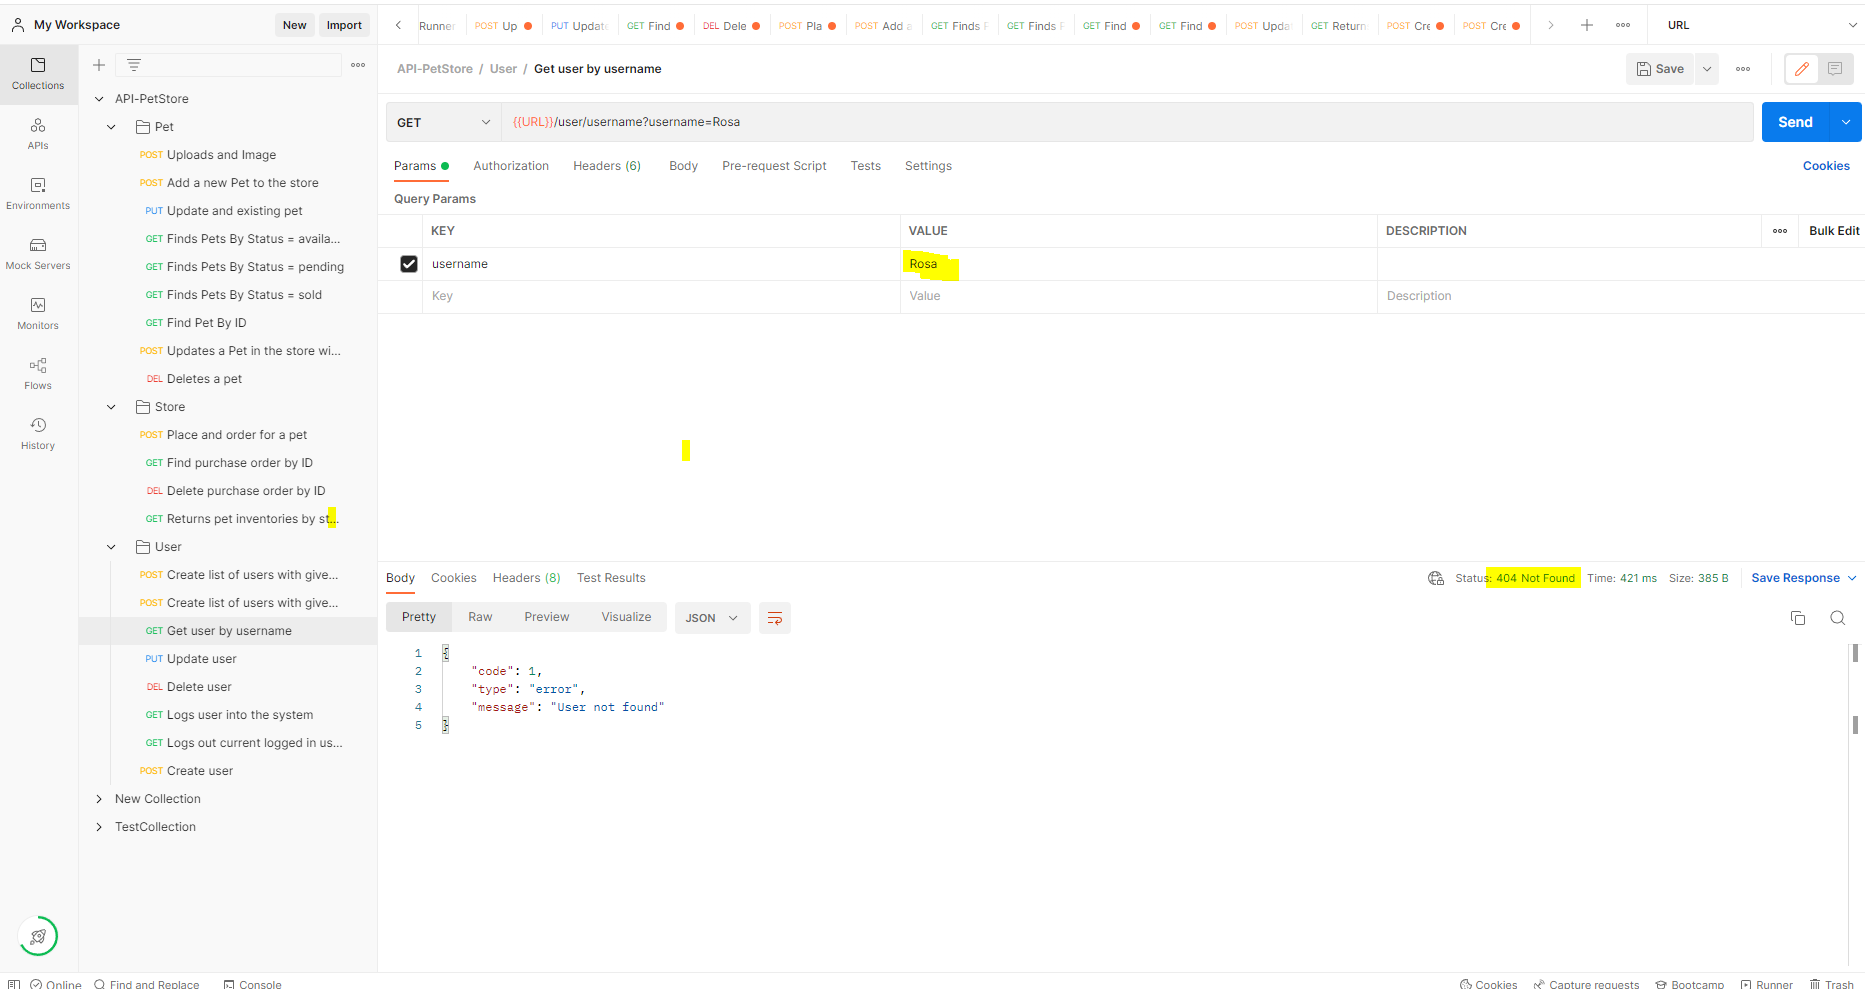 My Workspace New Import
Runner POST Up PUT Update GET Find DEL Dele POST Pla POST Add a GET Finds GET Finds GET Find GET Find POST Upda GET Return POST Cre POST Cre URL
Collections
APIs
Environments
Mock Servers
Monitors
Flows
History
API-PetStore
Pet
POST Uploads and Image
POST Add a new Pet to the store
PUT Update and existing pet
GET Finds Pets By Status = availa...
GET Finds Pets By Status = pending
GET Finds Pets By Status = sold
GET Find Pet By ID
POST Updates a Pet in the store wi...
DEL Deletes a pet
Store
POST Place and order for a pet
GET Find purchase order by ID
DEL Delete purchase order by ID
GET Returns pet inventories by st...
User
POST Create list of users with give...
POST Create list of users with give...
GET Get user by username
PUT Update user
DEL Delete user
GET Logs user into the system
GET Logs out current logged in us...
POST Create user
New Collection
TestCollection
API-PetStore / User / Get user by username Save
GET {{URL}}/user/username?username=Rosa Send
Params Authorization Headers (6) Body Pre-request Script Tests Settings Cookies
Query Params
KEY VALUE DESCRIPTION Bulk Edit
username Rosa
Key Value Description
Body Cookies Headers (8) Test Results Status: 404 Not Found Time: 421 ms Size: 385 B Save Response
Pretty Raw Preview Visualize JSON
1 {
2 "code": 1,
3 "type": "error",
4 "message": "User not found"
5 }
Online Find and Replace Console Cookies Capture requests Bootcamp Runner Trash